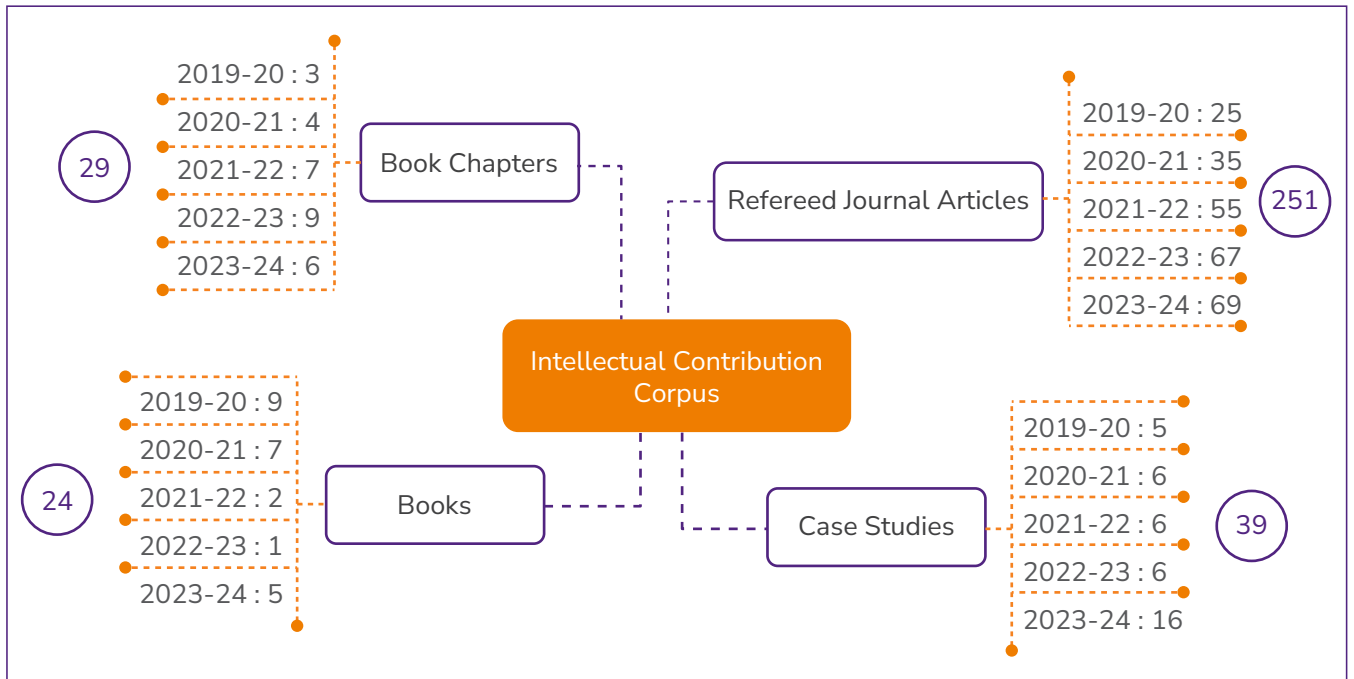 2019-20 : 3
2020-21 : 4
2021-22 : 7
2022-23 : 9
2023-24 : 6
29
Book Chapters
Refereed Journal Articles
2019-20 : 25
2020-21 : 35
2021-22 : 55
2022-23 : 67
2023-24 : 69
251
Intellectual Contribution
Corpus
2019-20 : 9
2020-21 : 7
2021-22 : 2
2022-23 : 1
2023-24 : 5
24
Books
Case Studies
2019-20 : 5
2020-21 : 6
2021-22 : 6
2022-23 : 6
2023-24 : 16
39